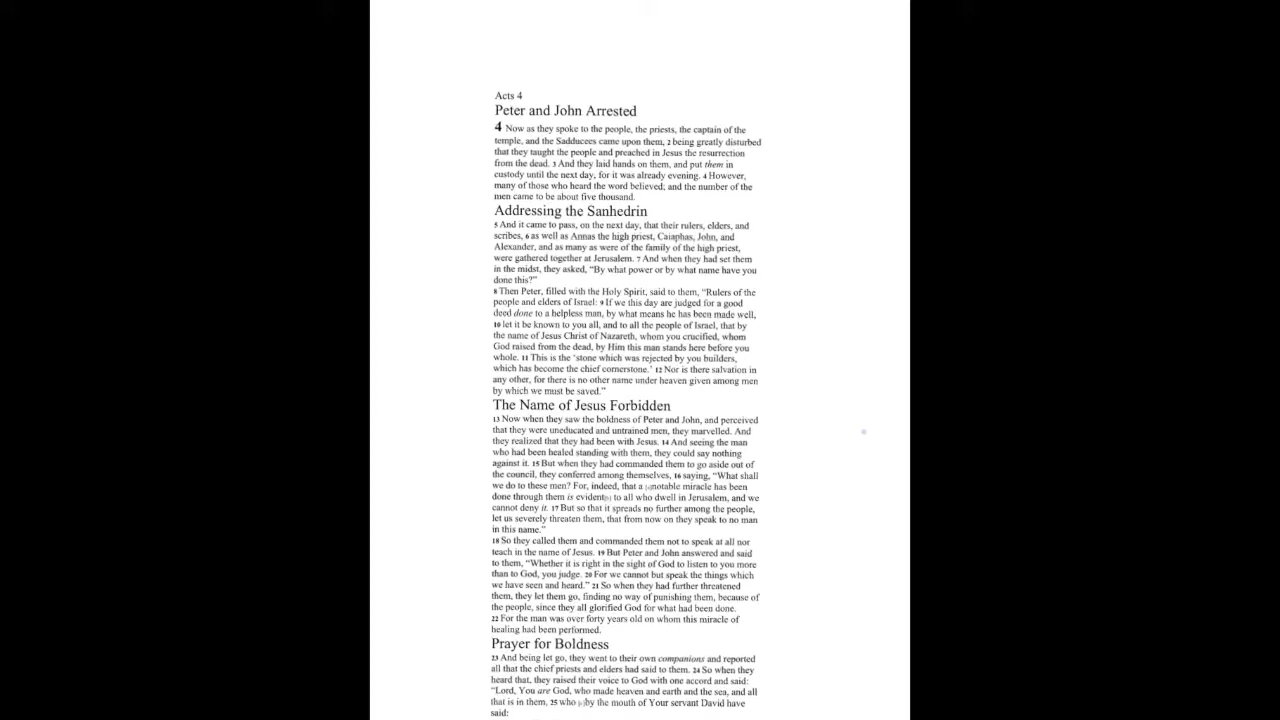 Acts 4
Peter and John Arrested
4 Now as they spoke to the people, the priests, the captain of the
temple, and the Sadducees came upon them, 2 being greatly disturbed
that they taught the people and preached in Jesus the resurrection
from the dead. 3 And they laid hands on them, and put them in
custody until the next day, for it was already evening. 4 However,
many of those who heard the word believed; and the number of the
men came to be about five thousand.
Addressing the Sanhedrin
5 And it came to pass, on the next day, that their rulers, elders, and
scribes, 6 as well as Annas the high priest, Caiaphas, John, and
Alexander, and as many as were of the family of the high priest,
were gathered together at Jerusalem. 7 And when they had set them
in the midst, they asked, “By what power or by what name have you
done this?”
8 Then Peter, filled with the Holy Spirit, said to them, “Rulers of the
people and elders of Israel: 9 If we this day are judged for a good
deed done to a helpless man, by what means he has been made well,
10 let it be known to you all, and to all the people of Israel, that by
the name of Jesus Christ of Nazareth, whom you crucified, whom
God raised from the dead, by Him this man stands here before you
whole. 11 This is the ‘stone which was rejected by you builders,
which has become the chief cornerstone.’ 12 Nor is there salvation in
any other, for there is no other name under heaven given among men
by which we must be saved.”
The Name of Jesus Forbidden
13 Now when they saw the boldness of Peter and John, and perceived
that they were uneducated and untrained men, they marvelled. And
they realized that they had been with Jesus. 14 And seeing the man
who had been healed standing with them, they could say nothing
against it. 15 But when they had commanded them to go aside out of
the council, they conferred among themselves, 16 saying, “What shall
we do to these men? For, indeed, that a notable miracle has been
done through them is evident to all who dwell in Jerusalem, and we
cannot deny it. 17 But so that it spreads no further among the people,
let us severely threaten them, that from now on they speak to no man
in this name.”
18 So they called them and commanded them not to speak at all nor
teach in the name of Jesus. 19 But Peter and John answered and said
to them, “Whether it is right in the sight of God to listen to you more
than to God, you judge. 20 For we cannot but speak the things which
we have seen and heard.” 21 So when they had further threatened
them, they let them go, finding no way of punishing them, because of
the people, since they all glorified God for what had been done.
22 For the man was over forty years old on whom this miracle of
healing had been performed.
Prayer for Boldness
23 And being let go, they went to their own companions and reported
all that the chief priests and elders had said to them. 24 So when they
heard that, they raised their voice to God with one accord and said:
“Lord, You are God, who made heaven and earth and the sea, and all
that is in them, 25 who by the mouth of Your servant David have
said: